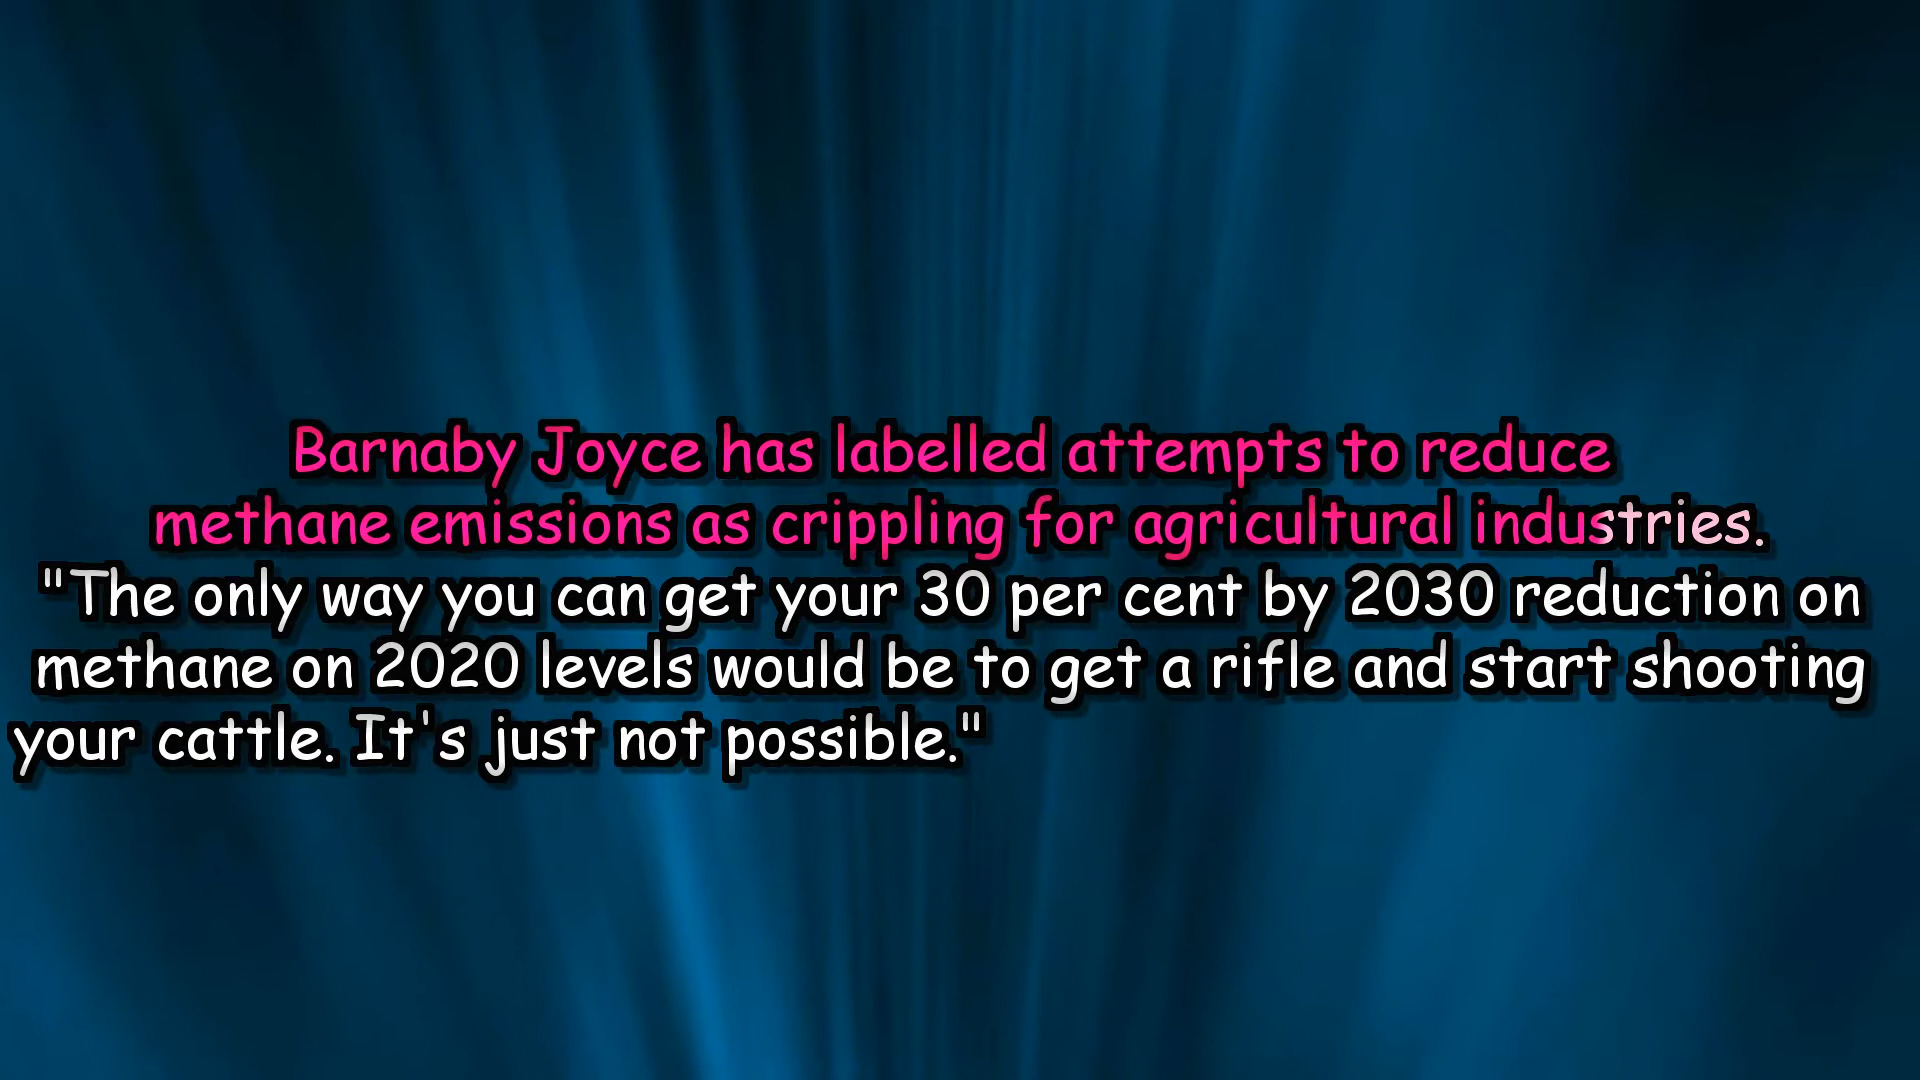 Barnaby Joyce has labelled attempts to reduce
methane emissions as crippling for agricultural industries.
"The only way you can get your 30 per cent by 2030 reduction on
methane on 2020 levels would be to get a rifle and start shooting
your cattle. It's just not possible."